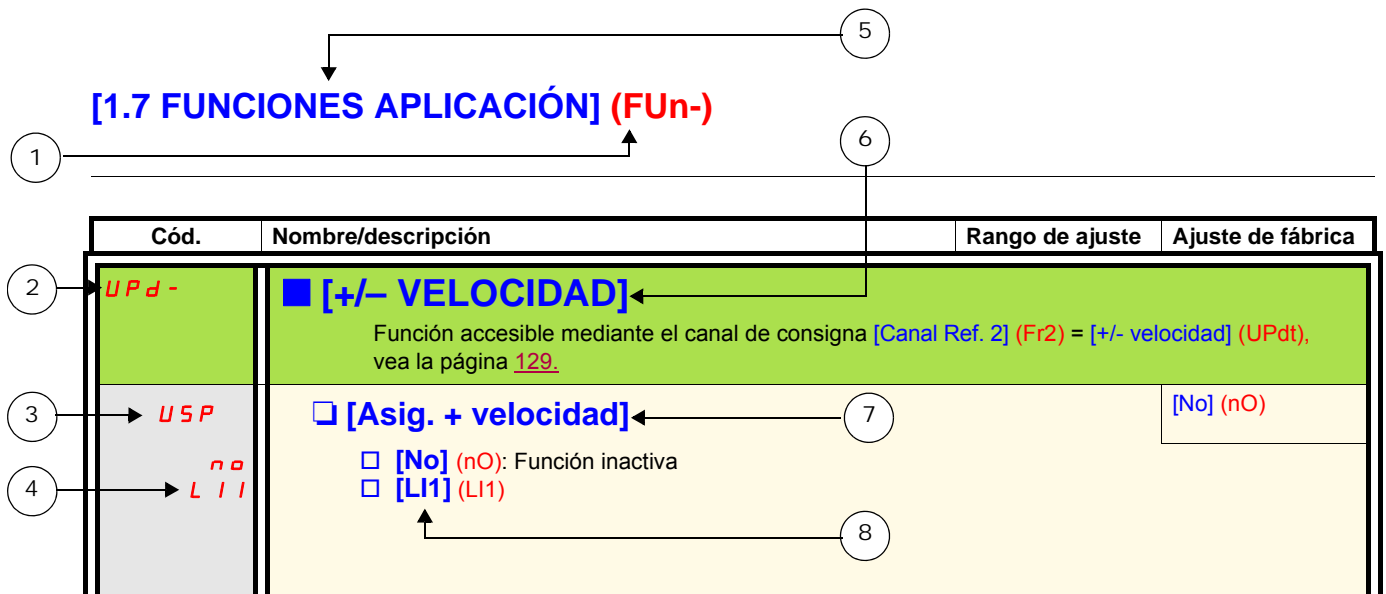 5
[1.7 FUNCIONES APLICACIÓN] (FUn-)
1
6
Cód. Nombre/descripción Rango de ajuste Ajuste de fábrica
2
UPd-
■ [+/– VELOCIDAD]
Función accesible mediante el canal de consigna [Canal Ref. 2] (Fr2) = [+/- velocidad] (UPdt),
vea la página 129.
3
USP
❏ [Asig. + velocidad]
7
[No] (nO)
no
□ [No] (nO): Función inactiva
4
LI1
□ [LI1] (LI1)
8